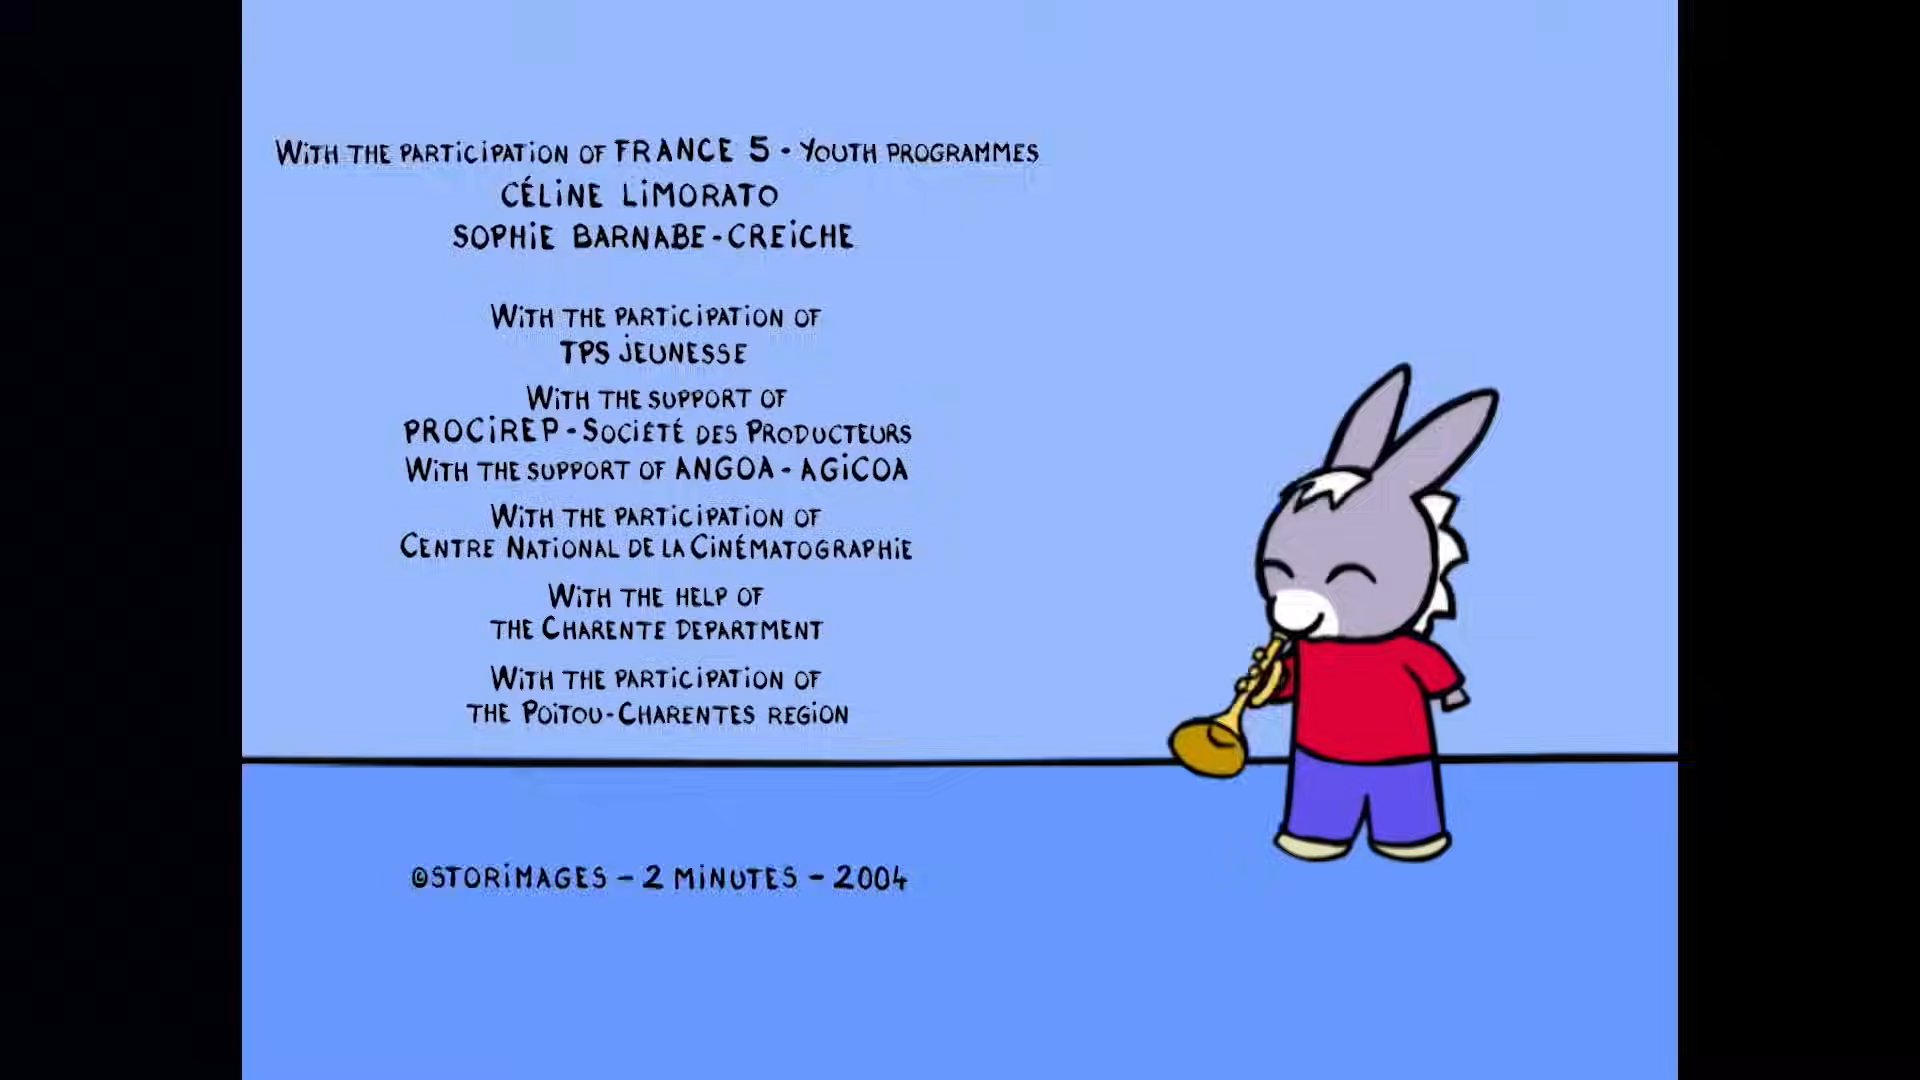 WiTH THE PARTiCiPATiON OF FRANCE 5 - YOUTH PROGRAMMES
CÉLiNE LiMORATO
SOPHiE BARNABE-CREiCHE
WiTH THE PARTiCiPATiON OF
TPS JEUNESSE
WiTH THE SUPPORT OF
PROCiREP - SOCiÉTÉ DES PRODUCTEURS
WiTH THE SUPPORT OF ANGOA - AGiCOA
WiTH THE PARTiCiPATiON OF
CENTRE NATiONAL DE LA CiNÉMATOGRAPHiE
WiTH THE HELP OF
THE CHARENTE DEPARTMENT
WiTH THE PARTiCiPATiON OF
THE POiTOU-CHARENTES REGiON
©STORiMAGES - 2 MiNUTES - 2004